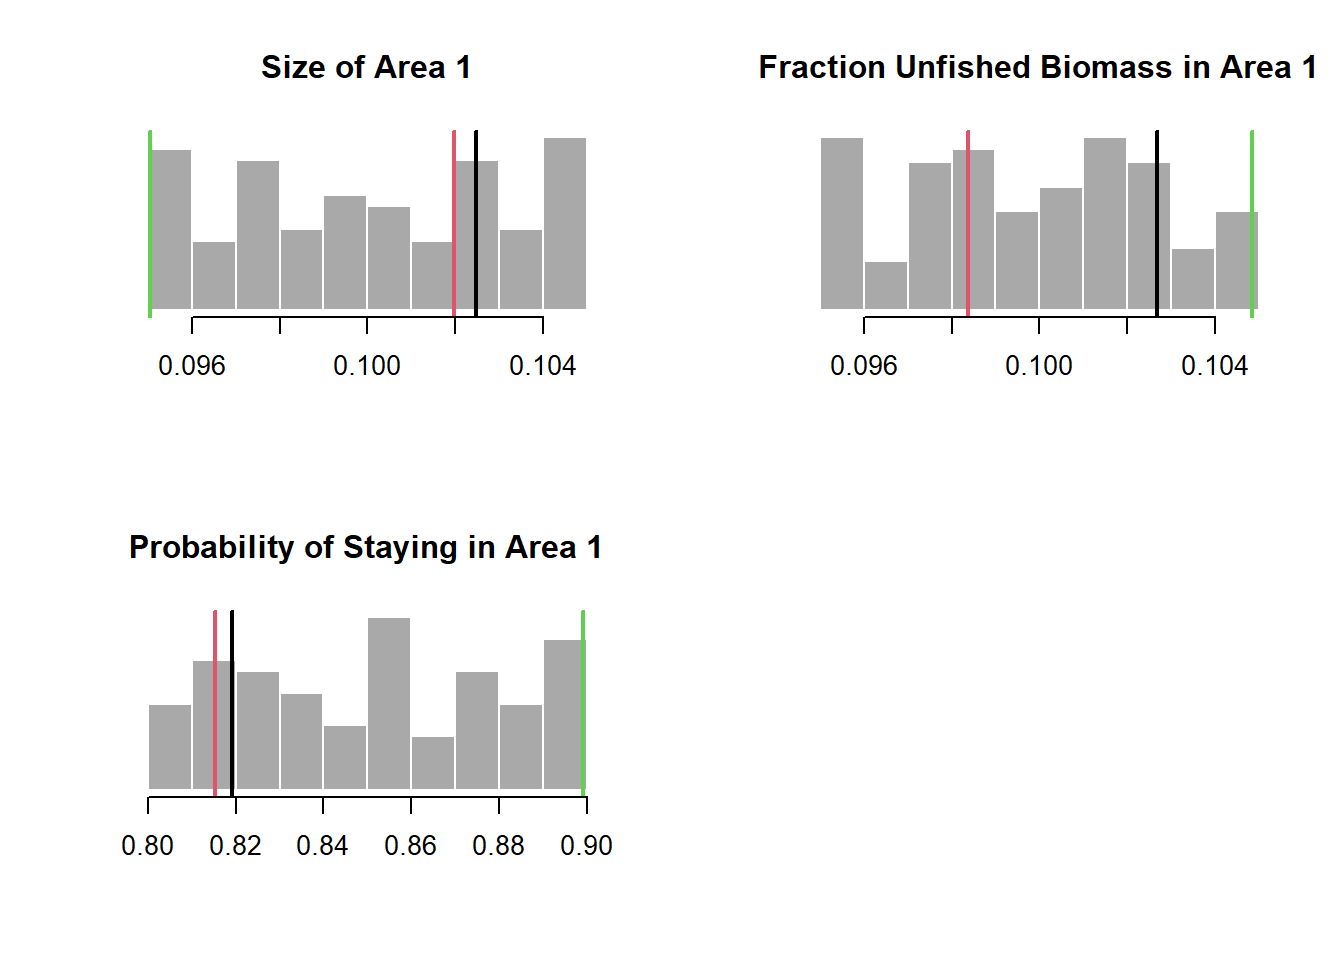 Size of Area 1
Fraction Unfished Biomass in Area 1
0.096 0.100 0.104
0.096 0.100 0.104
Probability of Staying in Area 1
0.80 0.82 0.84 0.86 0.88 0.90